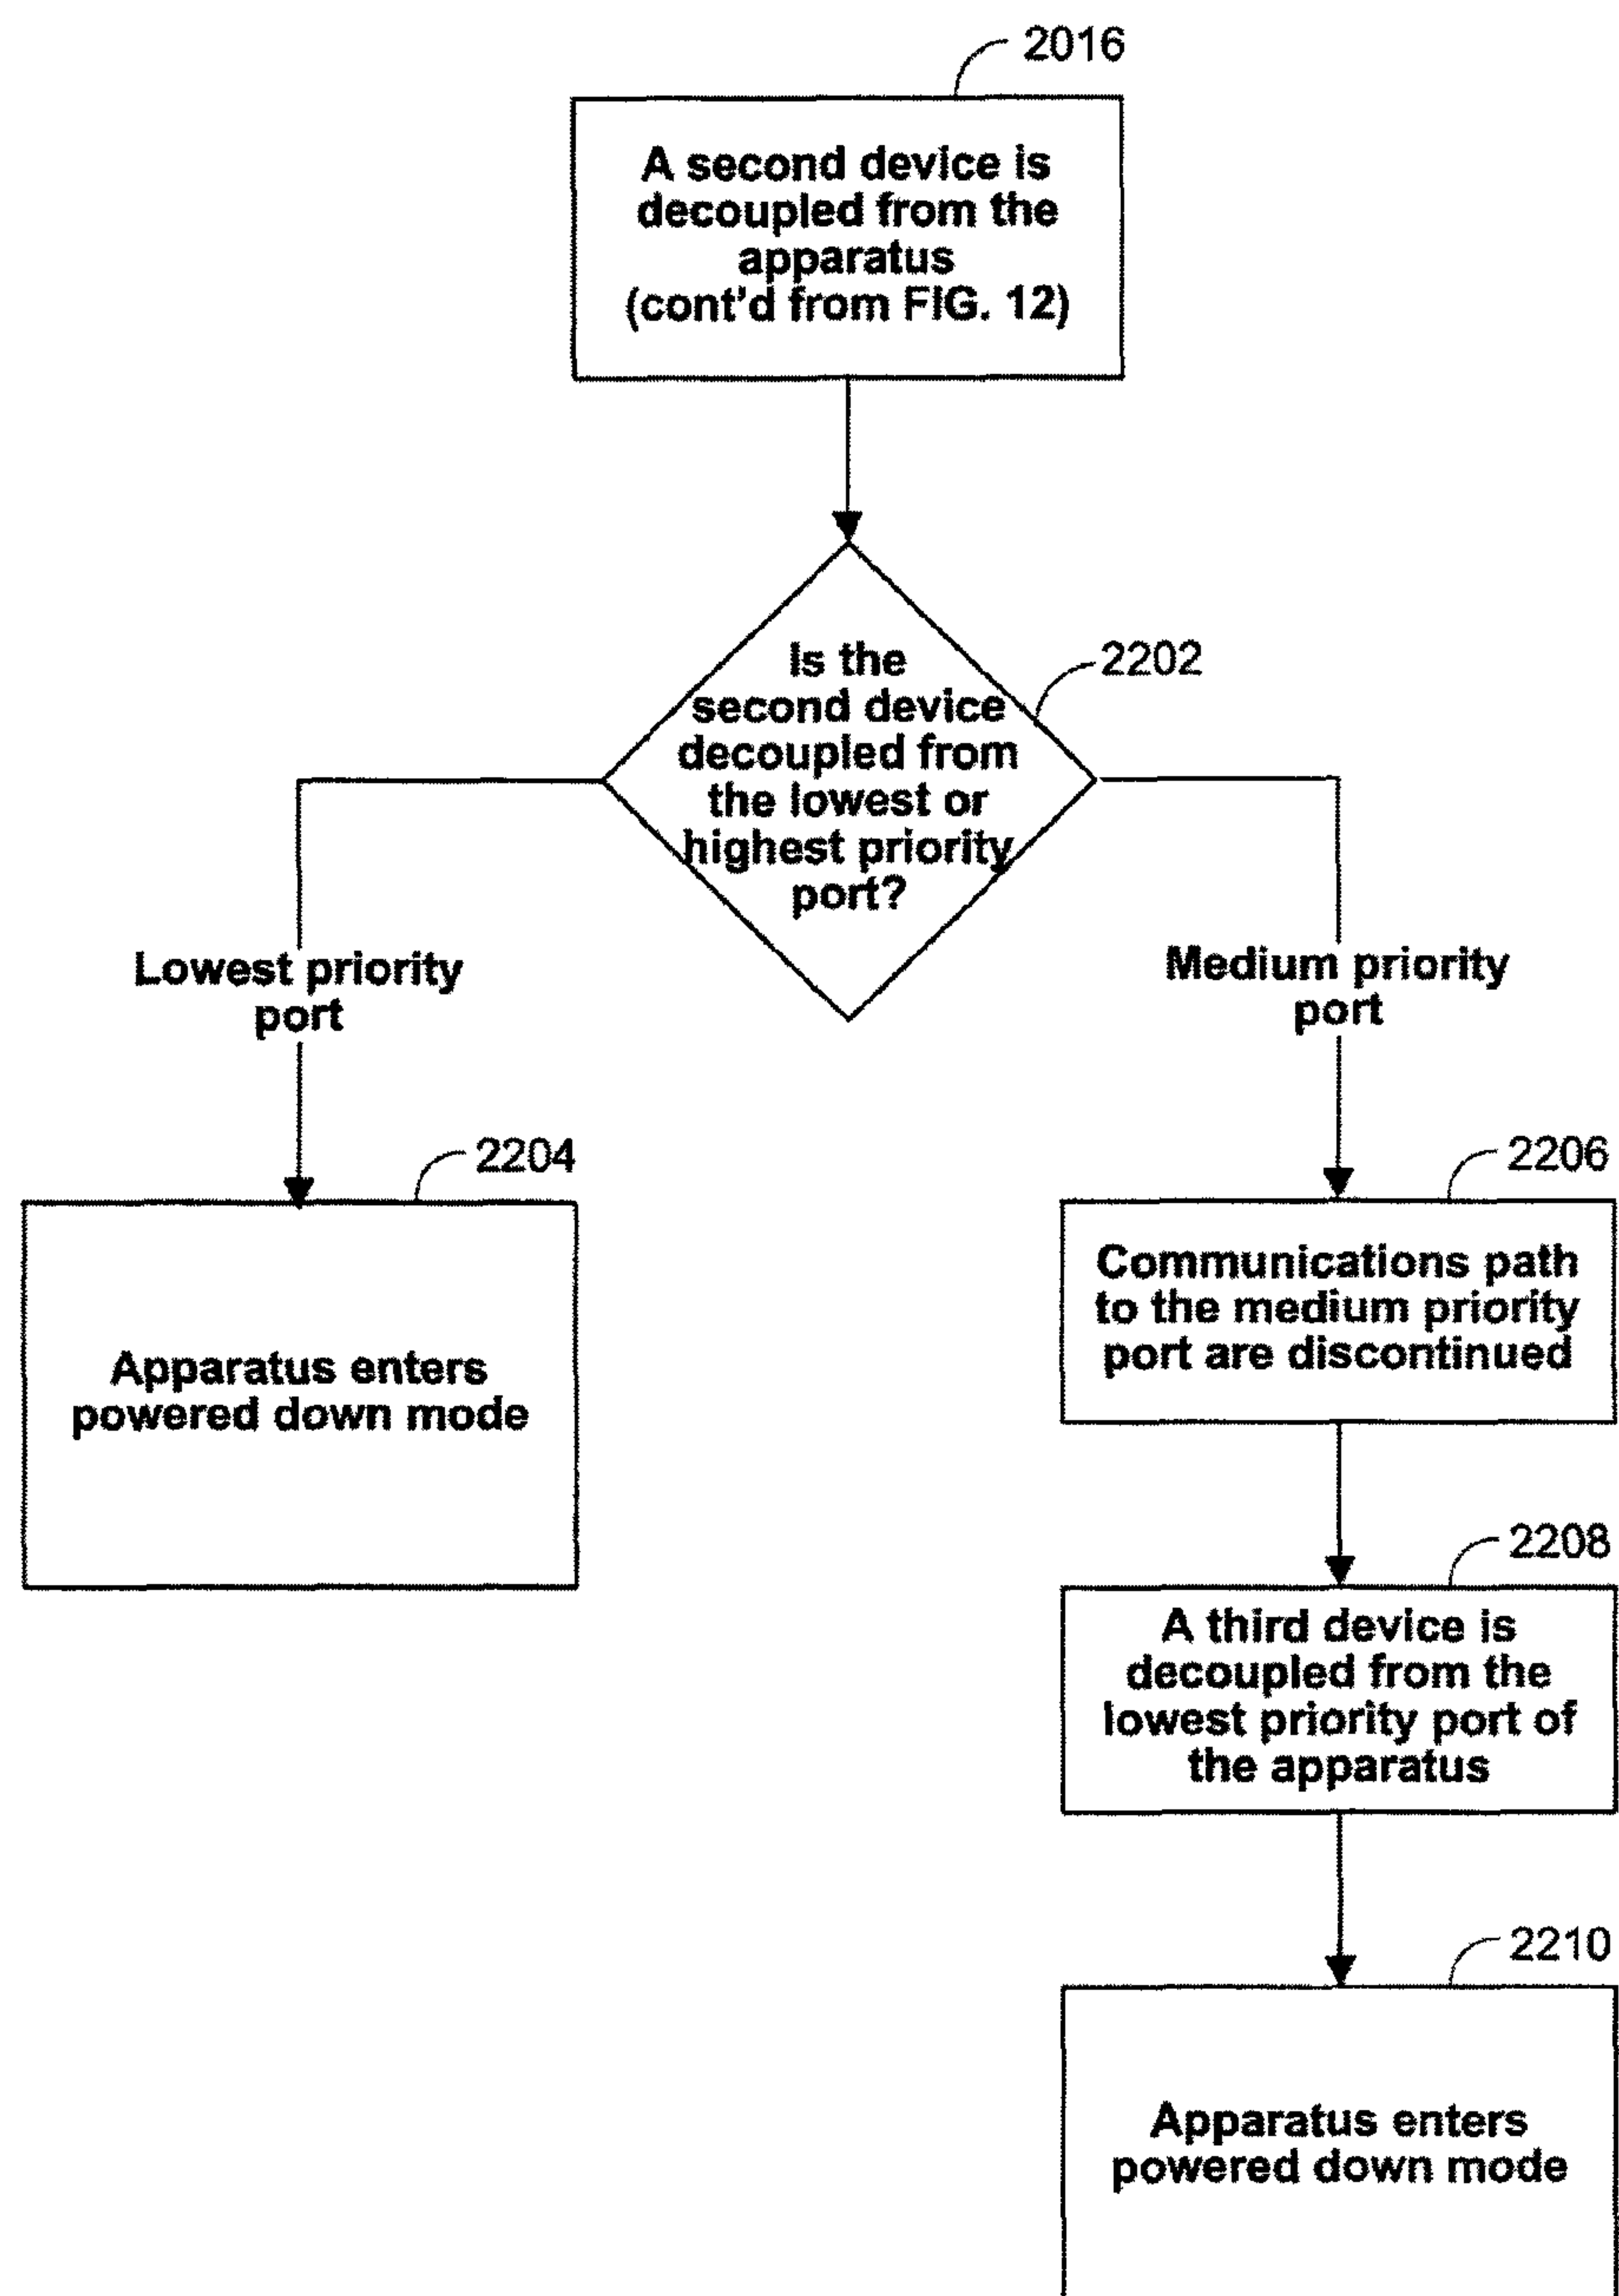 2016
A second device is
decoupled from the
apparatus
(cont'd from FIG. 12)
2202
Is the
second device
decoupled from
the lowest or
highest priority
port?
Lowest priority
port
Medium priority
port
2204
Apparatus enters
powered down mode
2206
Communications path
to the medium priority
port are discontinued
2208
A third device is
decoupled from the
lowest priority port of
the apparatus
2210
Apparatus enters
powered down mode